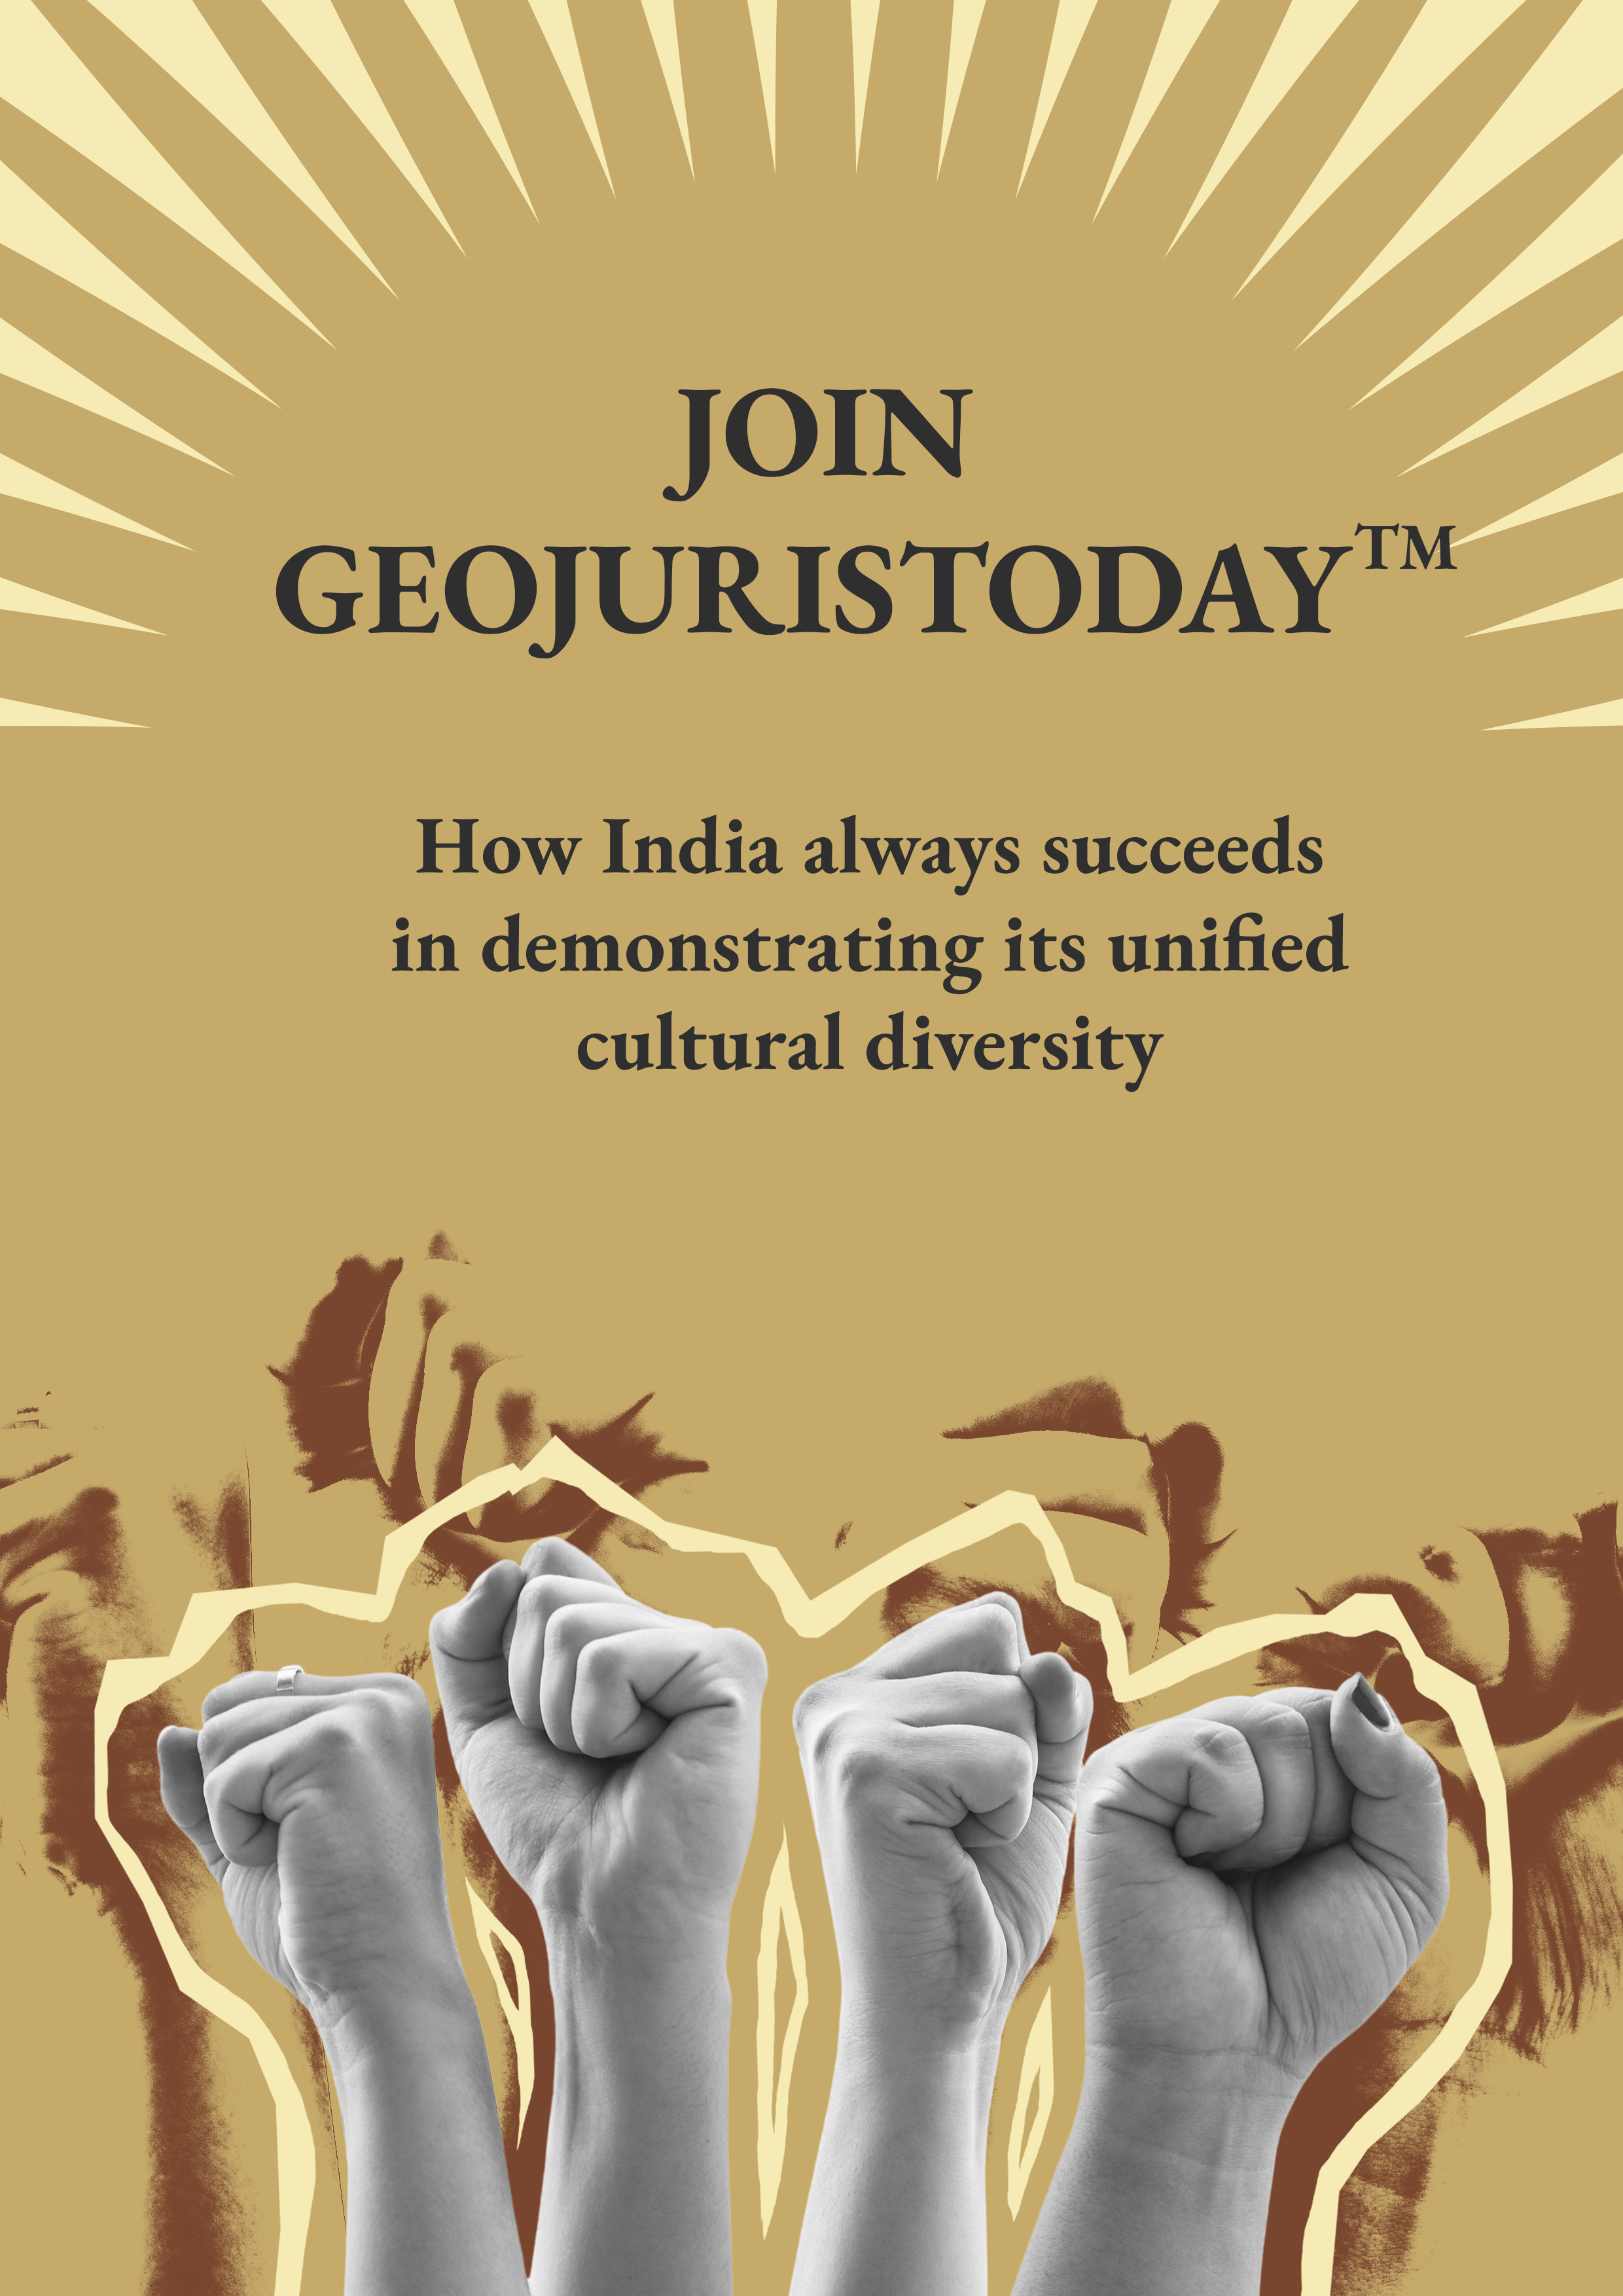 JOIN
GEOJURISTODAY™
How India always succeeds
in demonstrating its unified
cultural diversity